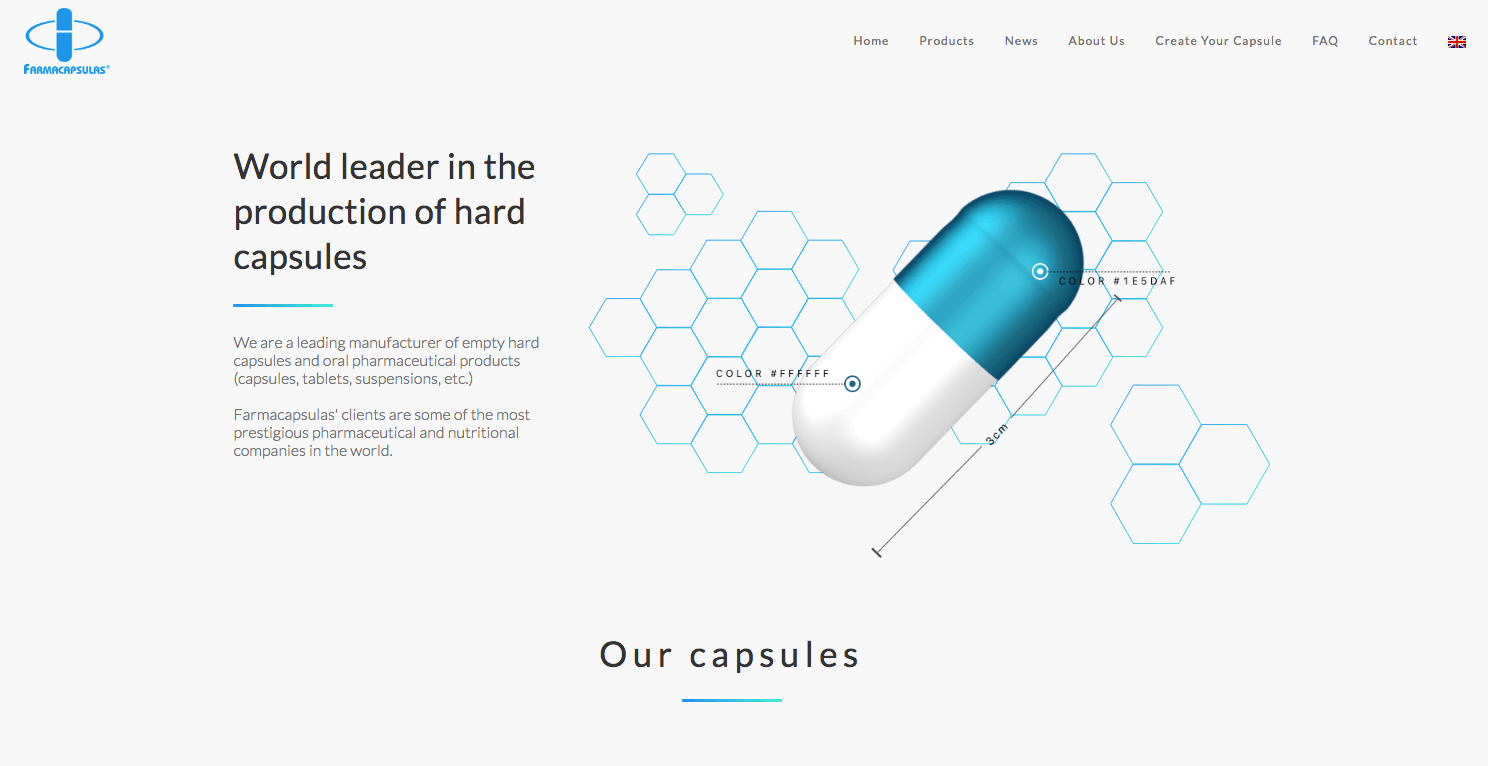 FARMACAPSULAS®
Home
Products
News
About Us
Create Your Capsule
FAQ
Contact
World leader in the
production of hard
capsules
We are a leading manufacturer of empty hard
capsules and oral pharmaceutical products
(capsules, tablets, suspensions, etc.)
Farmacapsulas' clients are some of the most
prestigious pharmaceutical and nutritional
companies in the world.
COLOR #1E5DAF
COLOR #FFFFFF
3cm
Our capsules